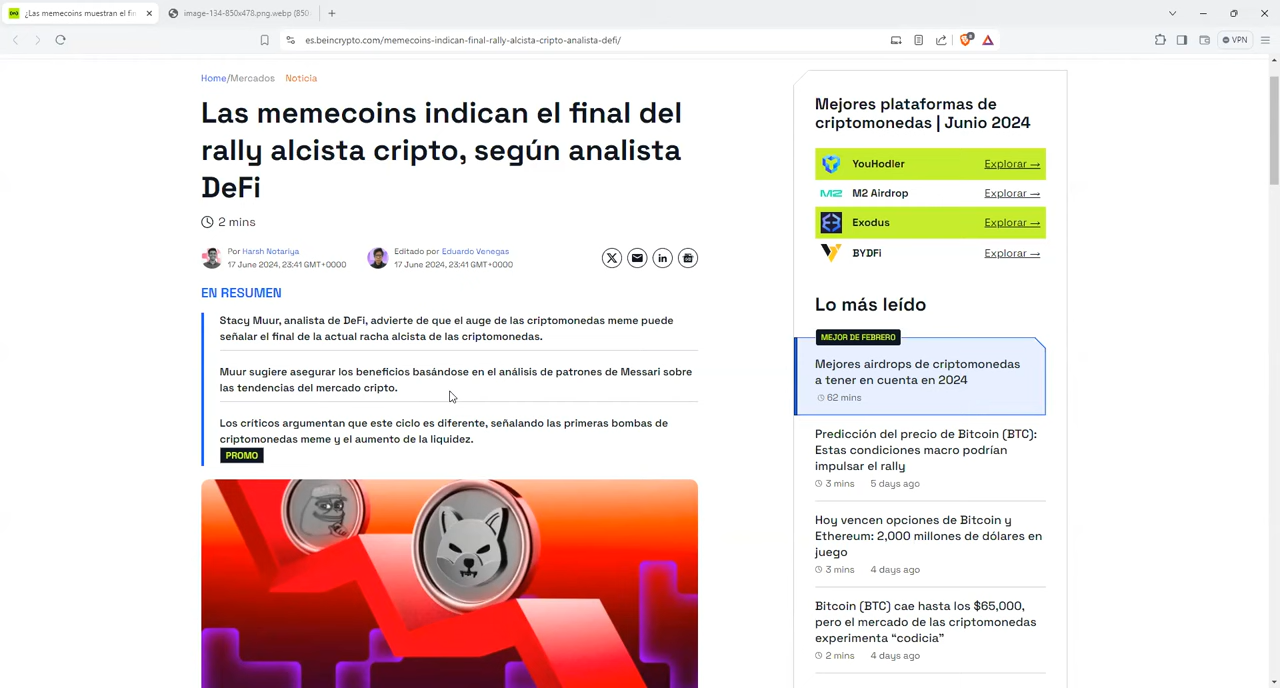 ¿Las memecoins muestran el fin
image-134-850x478.png.webp (850
es.beincrypto.com/memecoins-indican-final-rally-alcista-cripto-analista-defi/
VPN
Home/Mercados Noticia
Las memecoins indican el final del
rally alcista cripto, según analista
DeFi
2 mins
Por Harsh Notariya
17 June 2024, 23:41 GMT+0000
Editado por Eduardo Venegas
17 June 2024, 23:41 GMT+0000
EN RESUMEN
Stacy Muur, analista de DeFi, advierte de que el auge de las criptomonedas meme puede
señalar el final de la actual racha alcista de las criptomonedas.
Muur sugiere asegurar los beneficios basándose en el análisis de patrones de Messari sobre
las tendencias del mercado cripto.
Los críticos argumentan que este ciclo es diferente, señalando las primeras bombas de
criptomonedas meme y el aumento de la liquidez.
PROMO
Mejores plataformas de
criptomonedas | Junio 2024
YouHodler Explorar →
M2 M2 Airdrop Explorar →
Exodus Explorar →
BYDFi Explorar →
Lo más leído
MEJOR DE FEBRERO
Mejores airdrops de criptomonedas
a tener en cuenta en 2024
62 mins
Predicción del precio de Bitcoin (BTC):
Estas condiciones macro podrían
impulsar el rally
3 mins 5 days ago
Hoy vencen opciones de Bitcoin y
Ethereum: 2,000 millones de dólares en
juego
3 mins 4 days ago
Bitcoin (BTC) cae hasta los $65,000,
pero el mercado de las criptomonedas
experimenta “codicia”
2 mins 4 days ago